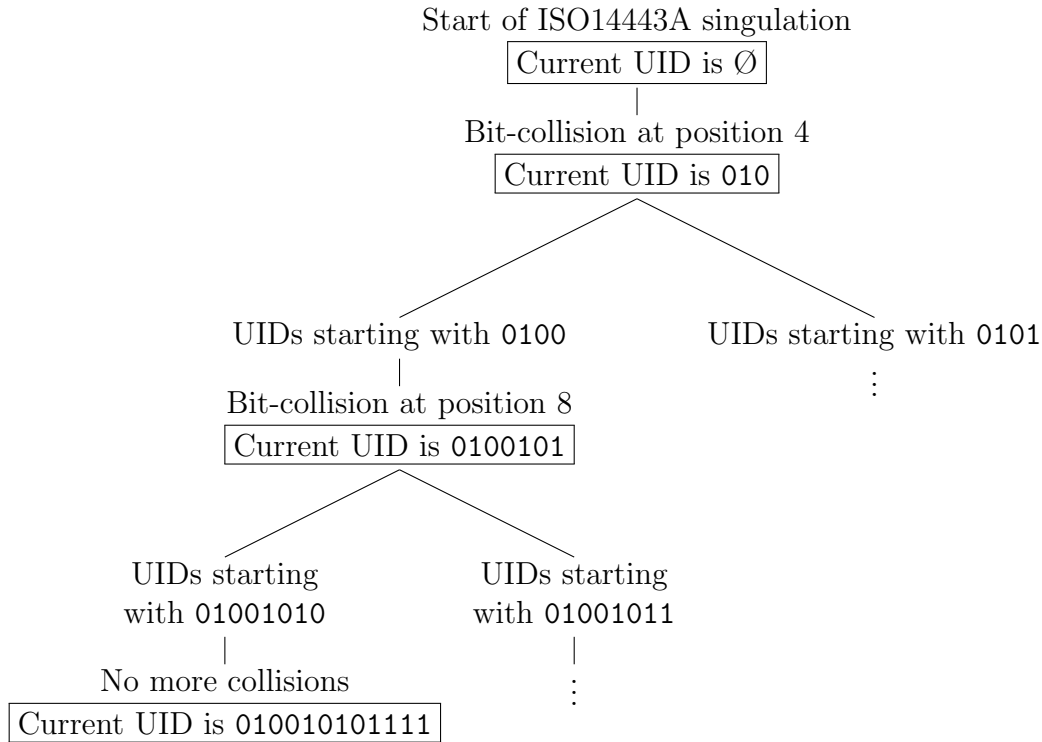 Start of ISO14443A singulation
Current UID is Ø
Bit-collision at position 4
Current UID is 010
UIDs starting with 0100
UIDs starting with 0101
⋮
Bit-collision at position 8
Current UID is 0100101
UIDs starting
with 01001010
UIDs starting
with 01001011
⋮
No more collisions
Current UID is 010010101111